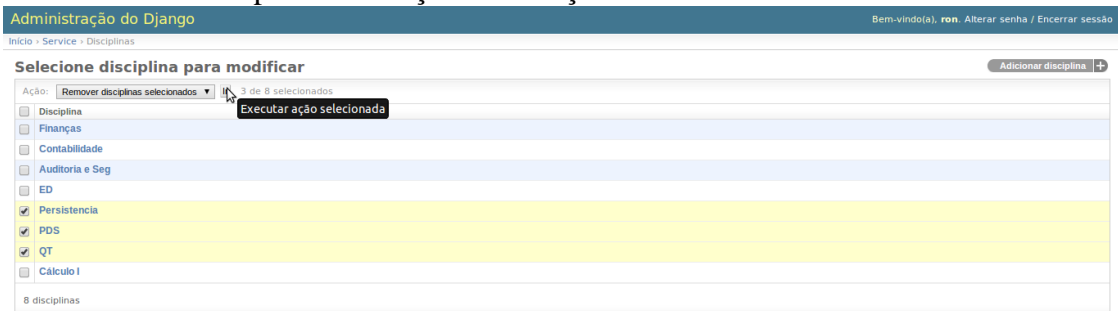 Administração do Django
Bem-vindo(a), ron. Alterar senha / Encerrar sessão
Início › Service › Disciplinas
Selecione disciplina para modificar
Adicionar disciplina +
Ação: Remover disciplinas selecionados ▼ 3 de 8 selecionados
Executar ação selecionada
Disciplina
Finanças
Contabilidade
Auditoria e Seg
ED
Persistencia
PDS
QT
Cálculo I
8 disciplinas